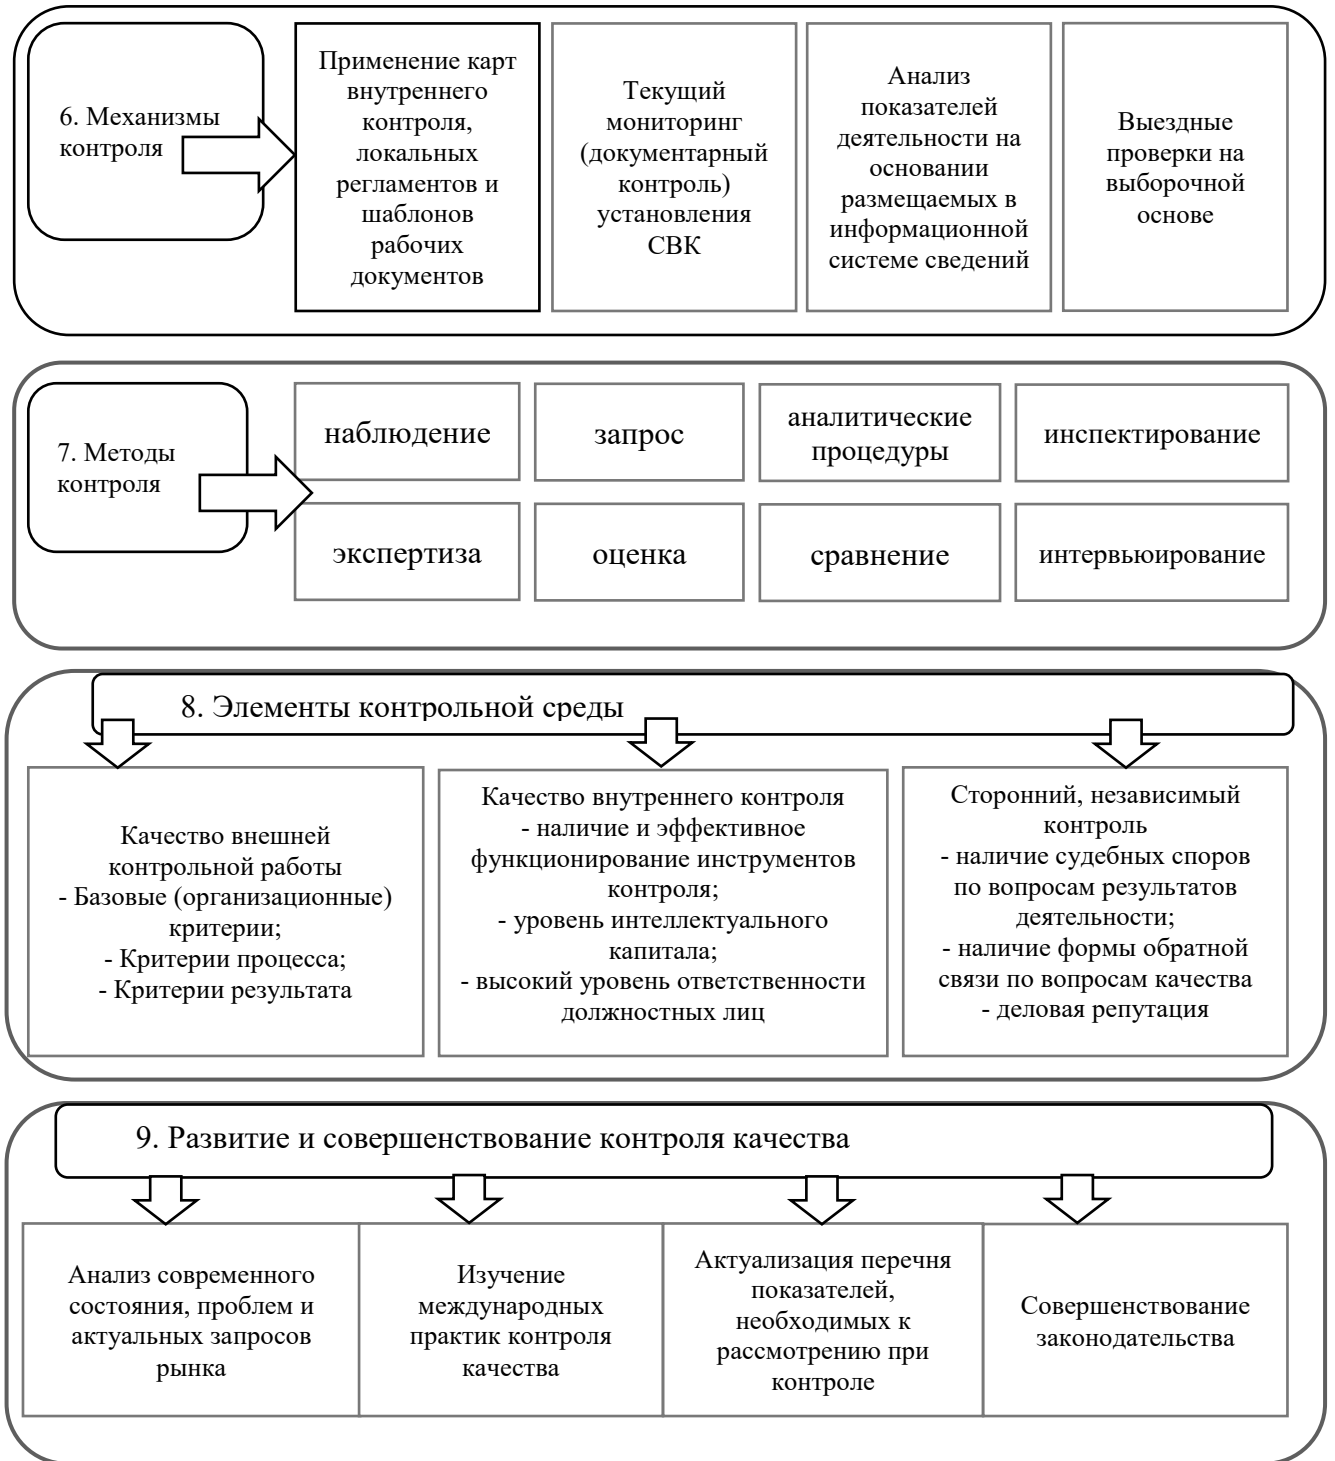 6. Механизмы
контроля
Применение карт
внутреннего
контроля,
локальных
регламентов и
шаблонов
рабочих
документов
Текущий
мониторинг
(документарный
контроль)
установления
СВК
Анализ
показателей
деятельности на
основании
размещаемых в
информационной
системе сведений
Выездные
проверки на
выборочной
основе
7. Методы
контроля
наблюдение
запрос
аналитические
процедуры
инспектирование
экспертиза
оценка
сравнение
интервьюирование
8. Элементы контрольной среды
Качество внешней
контрольной работы
- Базовые (организационные)
критерии;
- Критерии процесса;
- Критерии результата
Качество внутреннего контроля
- наличие и эффективное
функционирование инструментов
контроля;
- уровень интеллектуального
капитала;
- высокий уровень ответственности
должностных лиц
Сторонний, независимый
контроль
- наличие судебных споров
по вопросам результатов
деятельности;
- наличие формы обратной
связи по вопросам качества
- деловая репутация
9. Развитие и совершенствование контроля качества
Анализ современного
состояния, проблем и
актуальных запросов
рынка
Изучение
международных
практик контроля
качества
Актуализация перечня
показателей,
необходимых к
рассмотрению при
контроле
Совершенствование
законодательства